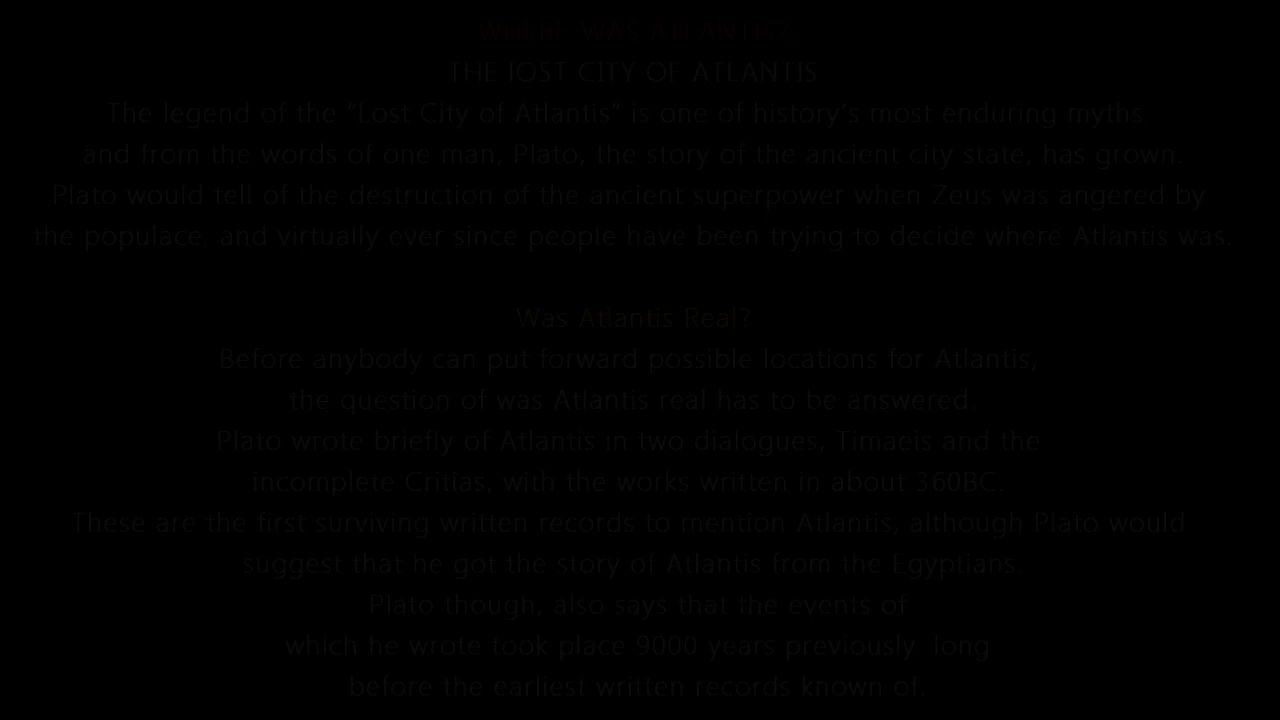 WHERE WAS ATLANTIS?
THE lOST CITY OF ATLANTIS
The legend of the “Lost City of Atlantis” is one of history’s most enduring myths
and from the words of one man, Plato, the story of the ancient city state, has grown.
Plato would tell of the destruction of the ancient superpower when Zeus was angered by
the populace, and virtually ever since people have been trying to decide where Atlantis was.
Was Atlantis Real?
Before anybody can put forward possible locations for Atlantis,
the question of was Atlantis real has to be answered.
Plato wrote briefly of Atlantis in two dialogues, Timaeis and the
incomplete Critias, with the works written in about 360BC.
These are the first surviving written records to mention Atlantis, although Plato would
suggest that he got the story of Atlantis from the Egyptians.
Plato though, also says that the events of
which he wrote took place 9000 years previously long
before the earliest written records known of.